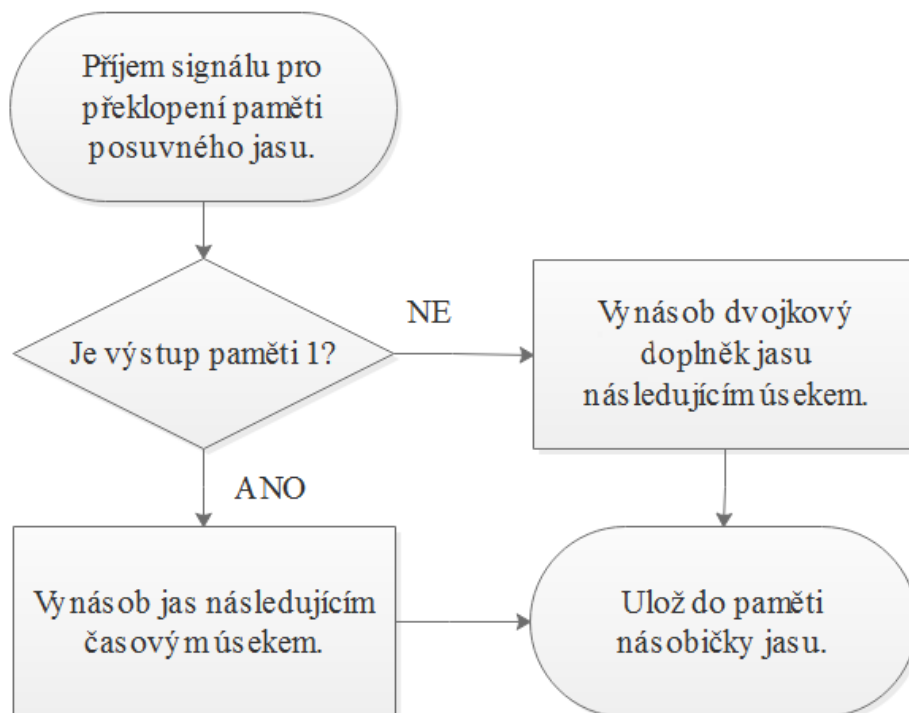 Příjem signálu pro
překlopení paměti
posuvného jasu.
Je výstup paměti 1?
NE
Vynásob dvojkový
doplněk jasu
následujícím úsekem.
ANO
Vynásob jas následujícím
časovým úsekem.
Ulož do paměti
násobičky jasu.